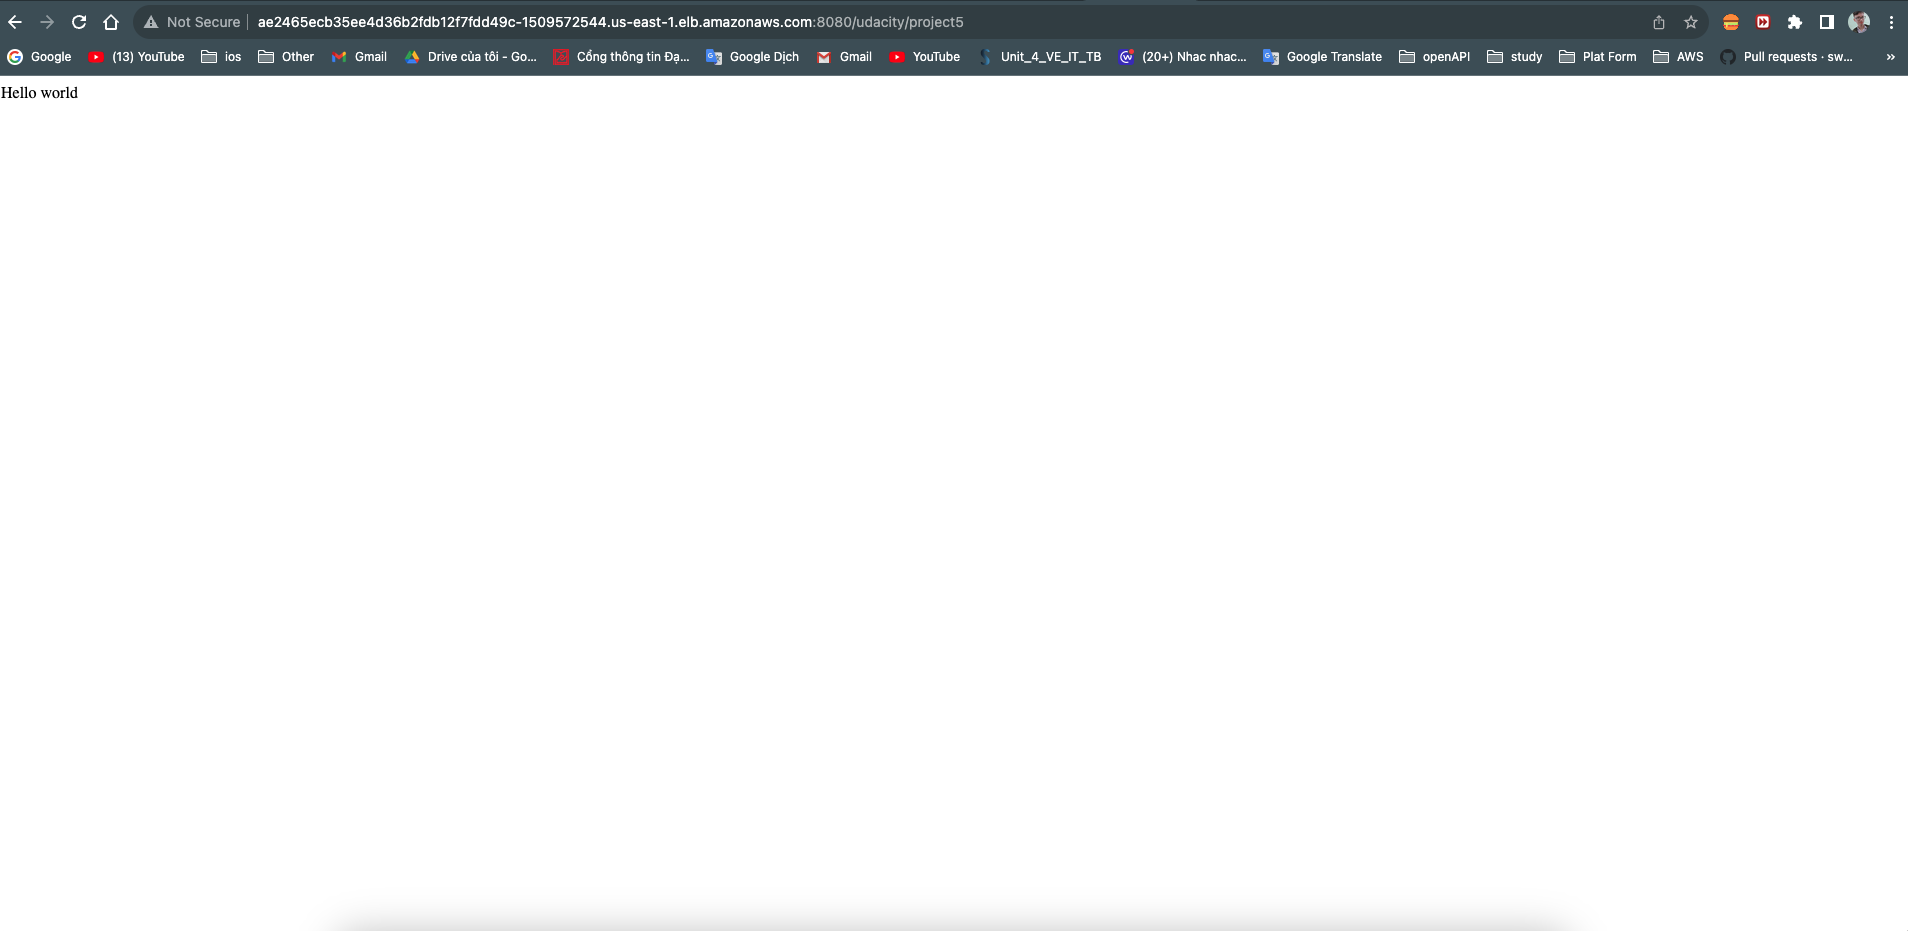 Not Secure ae2465ecb35ee4d36b2fdb12f7fdd49c-1509572544.us-east-1.elb.amazonaws.com:8080/udacity/project5
Google (13) YouTube ios Other Gmail Drive của tôi - Go... Cổng thông tin Đạ... Google Dịch Gmail YouTube Unit_4_VE_IT_TB (20+) Nhac nhac... Google Translate openAPI study Plat Form AWS Pull requests · sw... »
Hello world